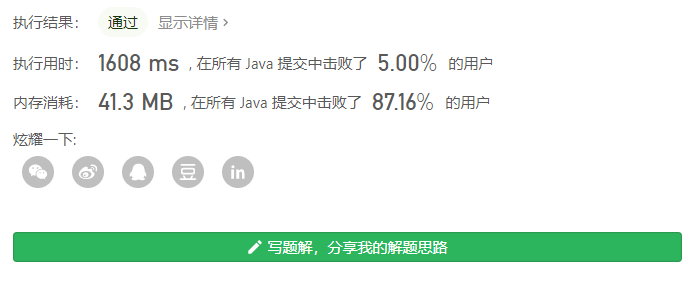 执行结果： 通过 显示详情 >
执行用时： 1608 ms , 在所有 Java 提交中击败了 5.00% 的用户
内存消耗： 41.3 MB , 在所有 Java 提交中击败了 87.16% 的用户
炫耀一下:
豆 in
写题解，分享我的解题思路